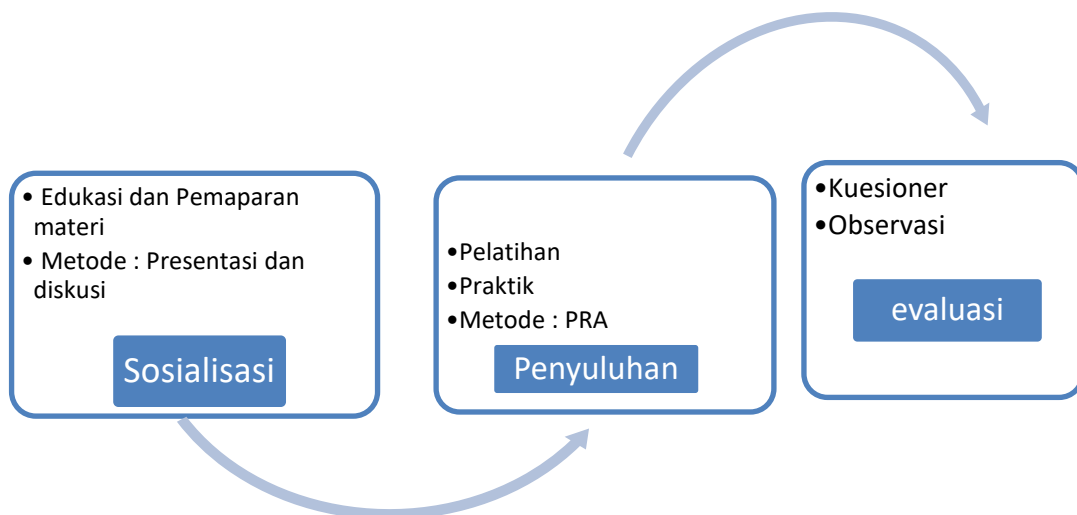 • Edukasi dan Pemaparan
materi
• Metode : Presentasi dan
diskusi
Sosialisasi
•Pelatihan
•Praktik
•Metode : PRA
Penyuluhan
•Kuesioner
•Observasi
evaluasi